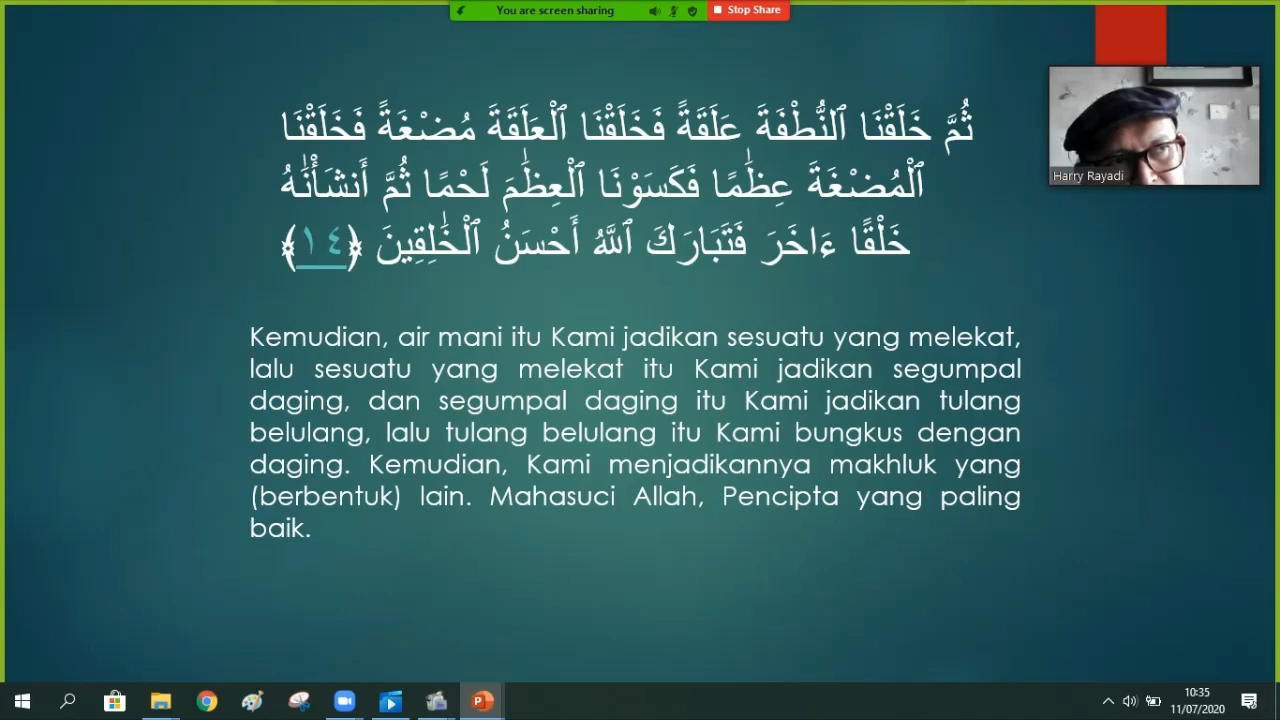 You are screen sharing
Stop Share
ثُمَّ خَلَقْنَا ٱلنُّطْفَةَ عَلَقَةً فَخَلَقْنَا ٱلْعَلَقَةَ مُضْغَةً فَخَلَقْنَا
ٱلْمُضْغَةَ عِظَٰمًا فَكَسَوْنَا ٱلْعِظَٰمَ لَحْمًا ثُمَّ أَنشَأْنَٰهُ
خَلْقًا ءَاخَرَ فَتَبَارَكَ ٱللَّهُ أَحْسَنُ ٱلْخَٰلِقِينَ ﴿١٤﴾
Harry Rayadi
Kemudian, air mani itu Kami jadikan sesuatu yang melekat,
lalu sesuatu yang melekat itu Kami jadikan segumpal
daging, dan segumpal daging itu Kami jadikan tulang
belulang, lalu tulang belulang itu Kami bungkus dengan
daging. Kemudian, Kami menjadikannya makhluk yang
(berbentuk) lain. Mahasuci Allah, Pencipta yang paling
baik.
10:35
11/07/2020